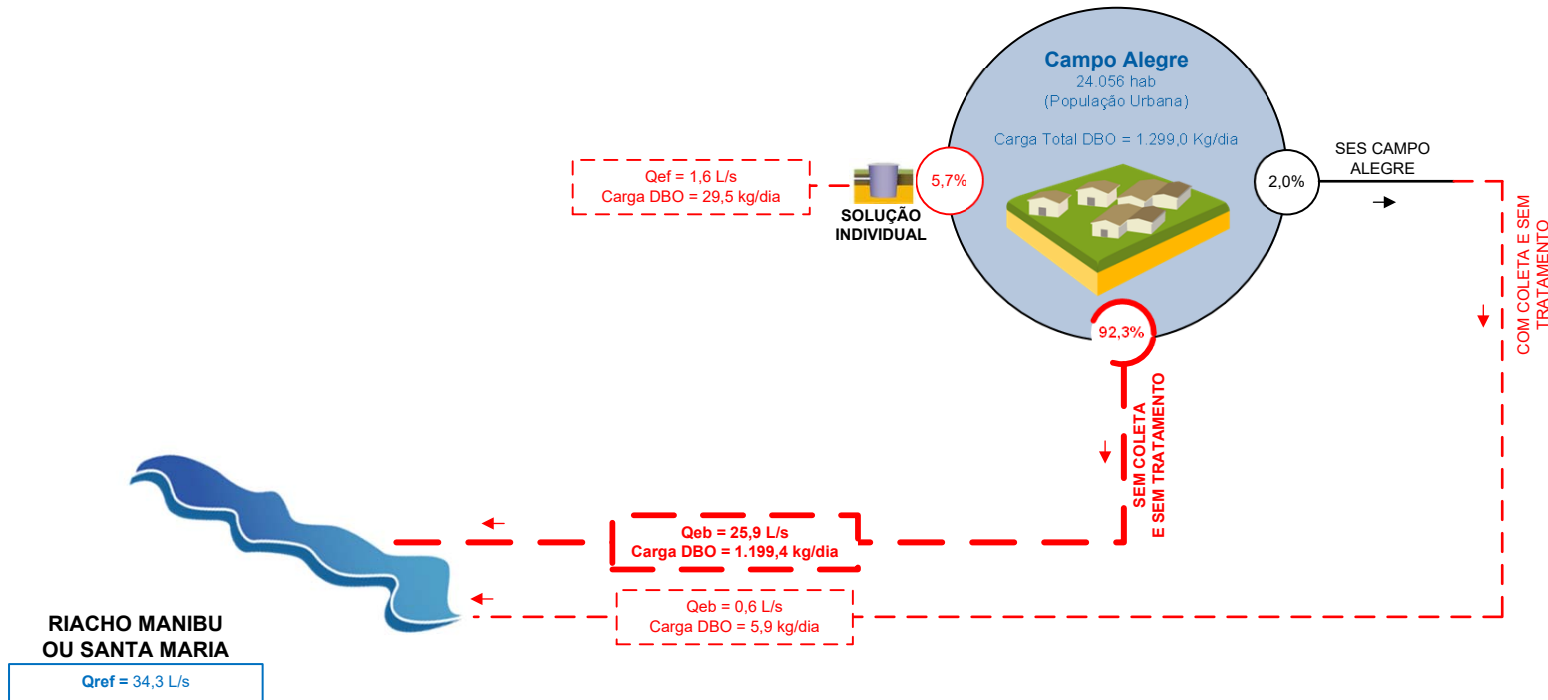 Campo Alegre
24.056 hab
(População Urbana)
Carga Total DBO = 1.299,0 Kg/dia
Qef = 1,6 L/s
Carga DBO = 29,5 kg/dia
SOLUÇÃO
INDIVIDUAL
5,7%
2,0%
SES CAMPO
ALEGRE
COM COLETA E SEM
TRATAMENTO
92,3%
SEM COLETA
E SEM TRATAMENTO
Qeb = 25,9 L/s
Carga DBO = 1.199,4 kg/dia
Qeb = 0,6 L/s
Carga DBO = 5,9 kg/dia
RIACHO MANIBU
OU SANTA MARIA
Qref = 34,3 L/s